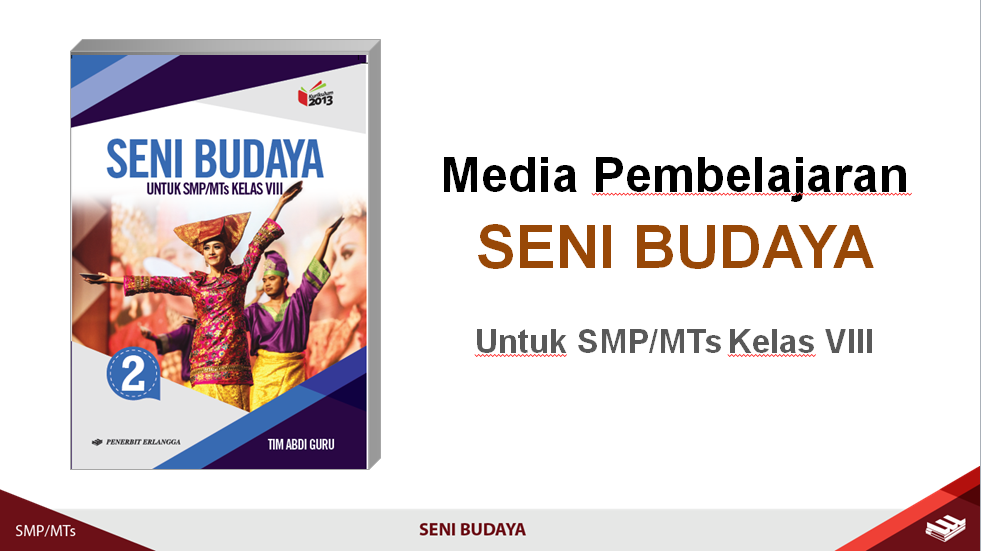 Kurikulum
2013
SENI BUDAYA
UNTUK SMP/MTs KELAS VIII
2
PENERBIT ERLANGGA
TIM ABDI GURU
Media Pembelajaran
SENI BUDAYA
Untuk SMP/MTs Kelas VIII
SMP/MTs
SENI BUDAYA